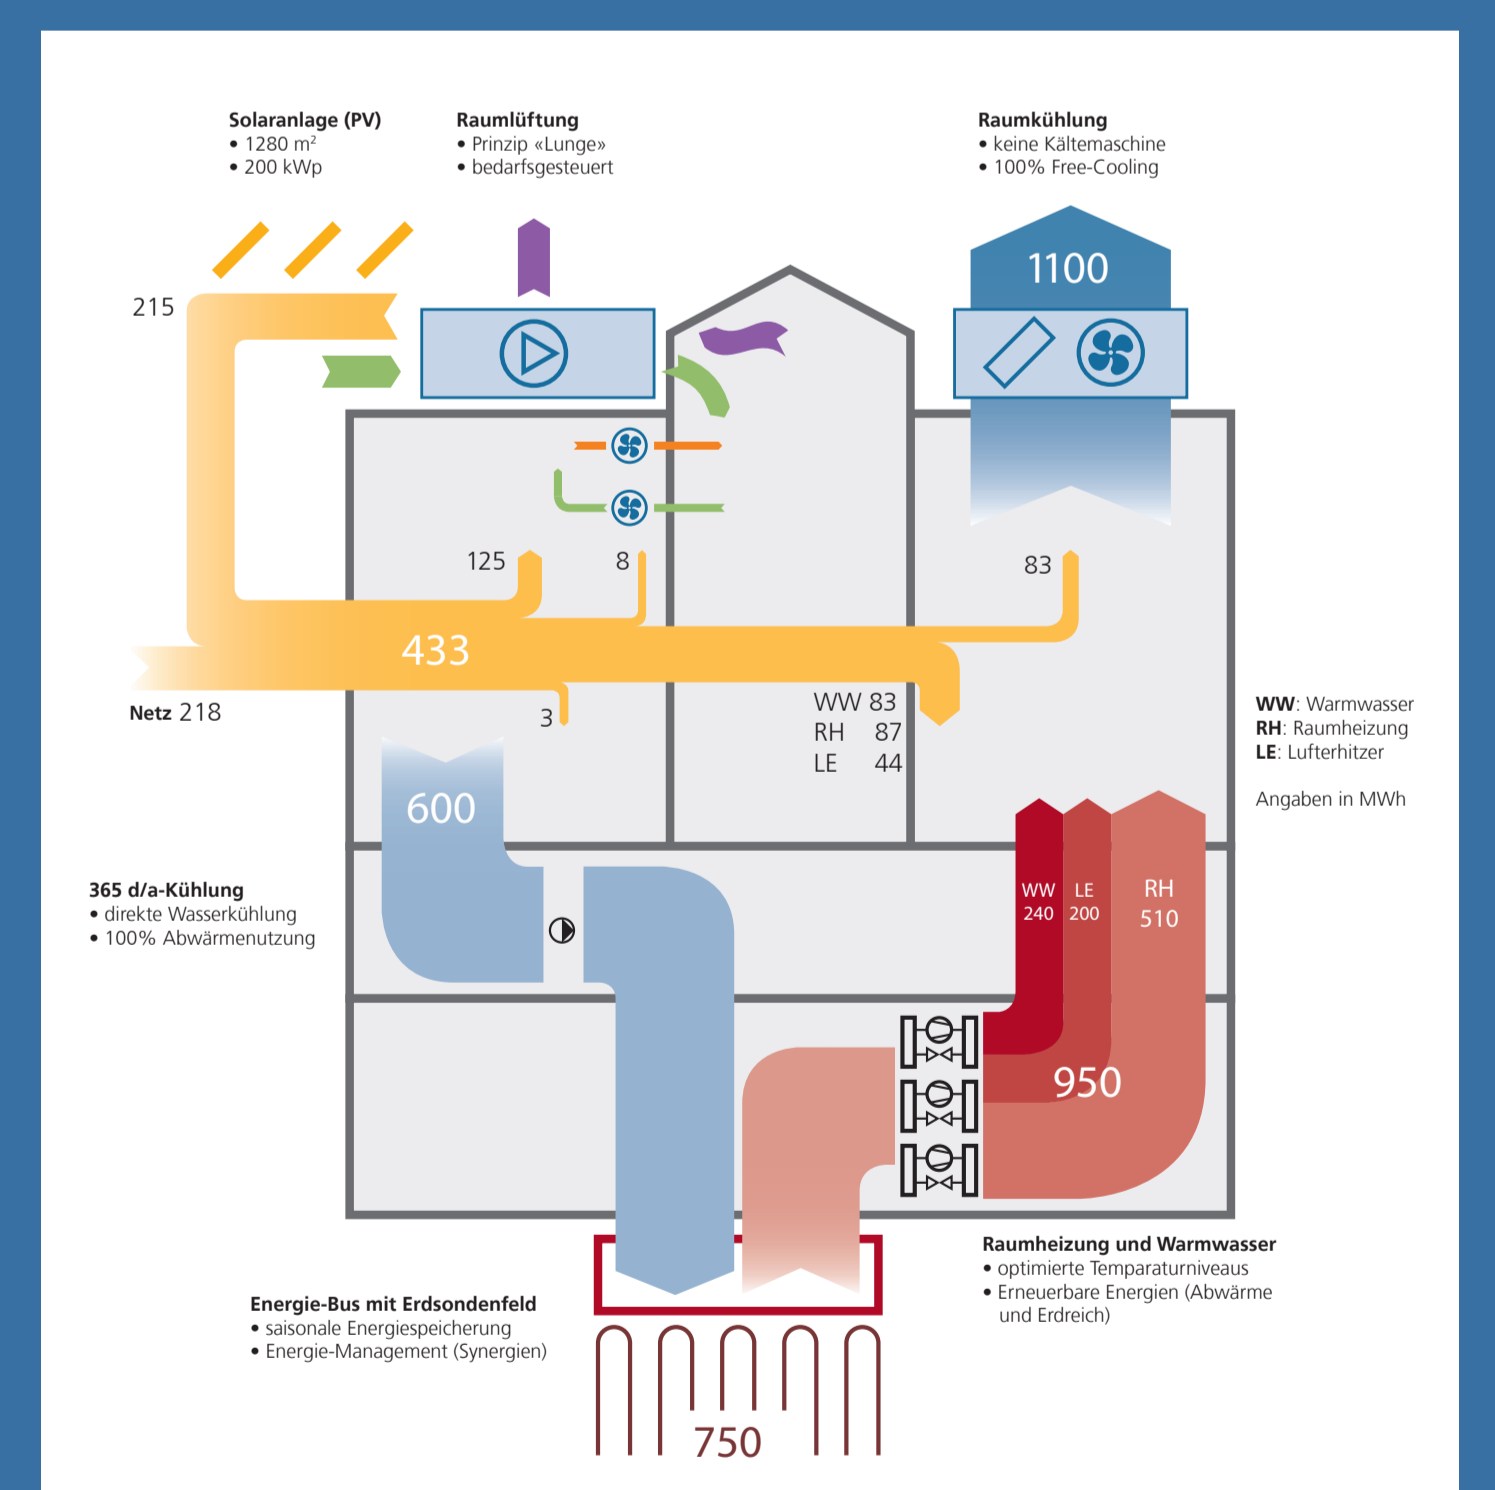 Solaranlage (PV)
• 1280 m²
• 200 kWp
Raumlüftung
• Prinzip «Lunge»
• bedarfsgesteuert
Raumkühlung
• keine Kältemaschine
• 100% Free-Cooling
1100
215
125
8
83
433
Netz 218
3
WW 83
RH 87
LE 44
WW: Warmwasser
RH: Raumheizung
LE: Lufterhitzer
Angaben in MWh
600
365 d/a-Kühlung
• direkte Wasserkühlung
• 100% Abwärmenutzung
WW
240
LE
200
RH
510
950
Raumheizung und Warmwasser
• optimierte Temparaturniveaus
• Erneuerbare Energien (Abwärme
und Erdreich)
Energie-Bus mit Erdsondenfeld
• saisonale Energiespeicherung
• Energie-Management (Synergien)
750